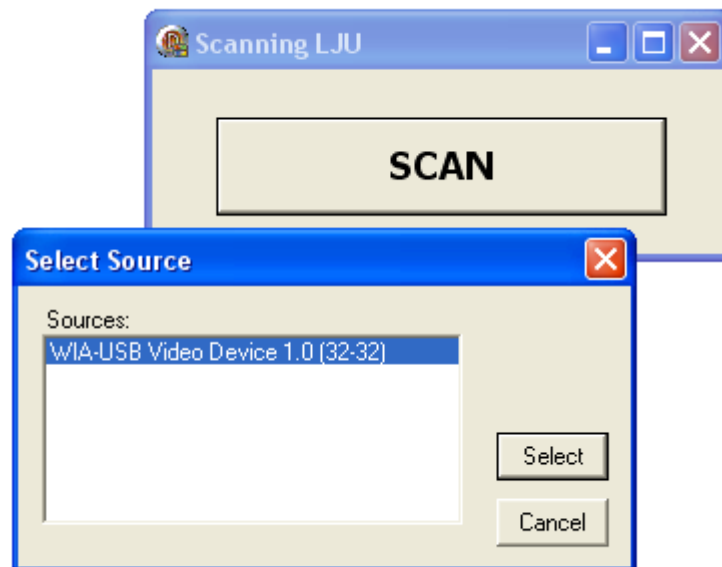 Scanning LJU
SCAN
Select Source
Sources:
WIA-USB Video Device 1.0 (32-32)
Select
Cancel